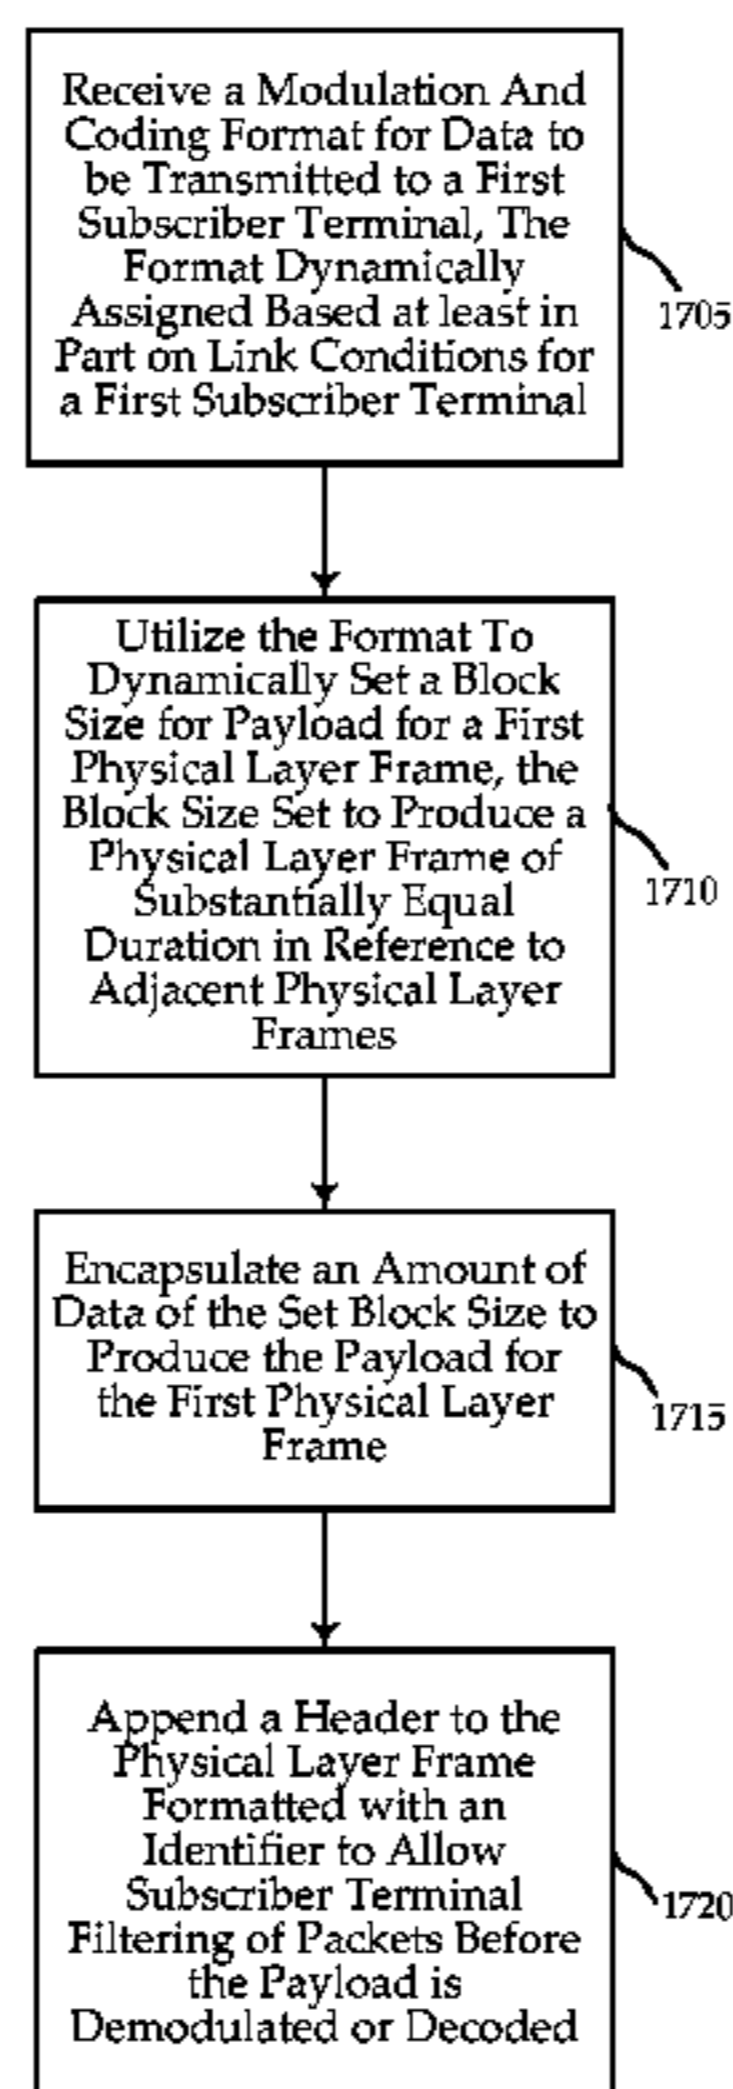 Receive a Modulation And
Coding Format for Data to
be Transmitted to a First
Subscriber Terminal, The
Format Dynamically
Assigned Based at least in
Part on Link Conditions for
a First Subscriber Terminal
1705
Utilize the Format To
Dynamically Set a Block
Size for Payload for a First
Physical Layer Frame, the
Block Size Set to Produce a
Physical Layer Frame of
Substantially Equal
Duration in Reference to
Adjacent Physical Layer
Frames
1710
Encapsulate an Amount of
Data of the Set Block Size to
Produce the Payload for
the First Physical Layer
Frame
1715
Append a Header to the
Physical Layer Frame
Formatted with an
Identifier to Allow
Subscriber Terminal
Filtering of Packets Before
the Payload is
Demodulated or Decoded
1720